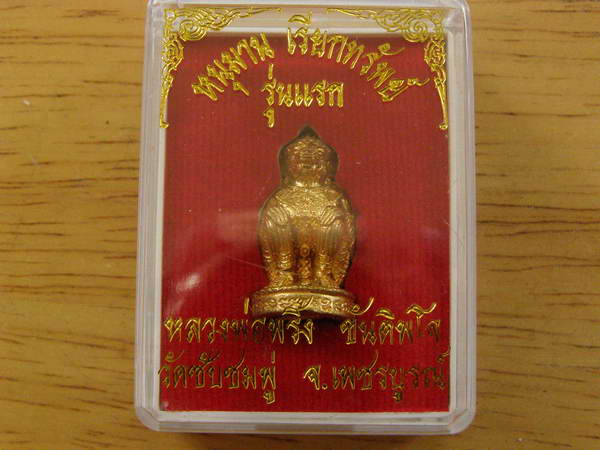 หนุมาน เรียกทรัพย์
รุ่นแรก
หลวงพ่อพริ้ง ขันติพโจ
วัดซับชมพู่ จ.เพชรบูรณ์